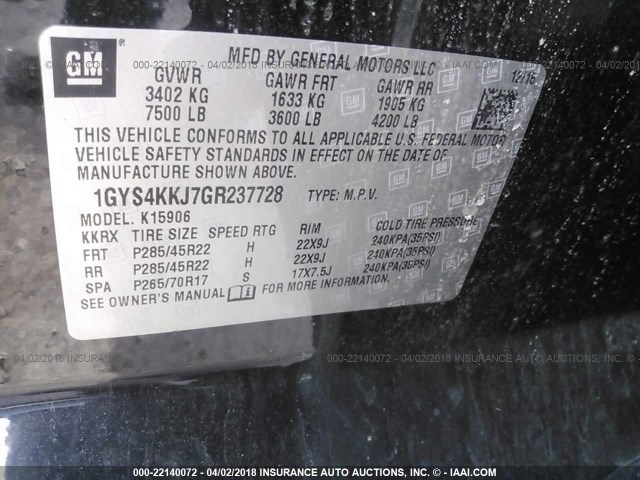 GM ®
MFD BY GENERAL MOTORS LLC
GVWR GAWR FRT GAWR RR 12/15
3402 KG 1633 KG 1905 KG
7500 LB 3600 LB 4200 LB
THIS VEHICLE CONFORMS TO ALL APPLICABLE U.S. FEDERAL MOTOR
VEHICLE SAFETY STANDARDS IN EFFECT ON THE DATE OF
MANUFACTURE SHOWN ABOVE.
1GYS4KKJ7GR237728 TYPE: M.P.V.
MODEL: K15906
KKRX TIRE SIZE SPEED RTG RIM COLD TIRE PRESSURE
FRT P285/45R22 H 22X9J 240KPA(35PSI)
RR P285/45R22 H 22X9J 240KPA(35PSI)
SPA P265/70R17 S 17X7.5J 240KPA(35PSI)
SEE OWNER'S MANUAL FOR MORE INFORMATION.
000-22140072 - 04/02/2018 INSURANCE AUTO AUCTIONS, INC. © - IAAI.COM